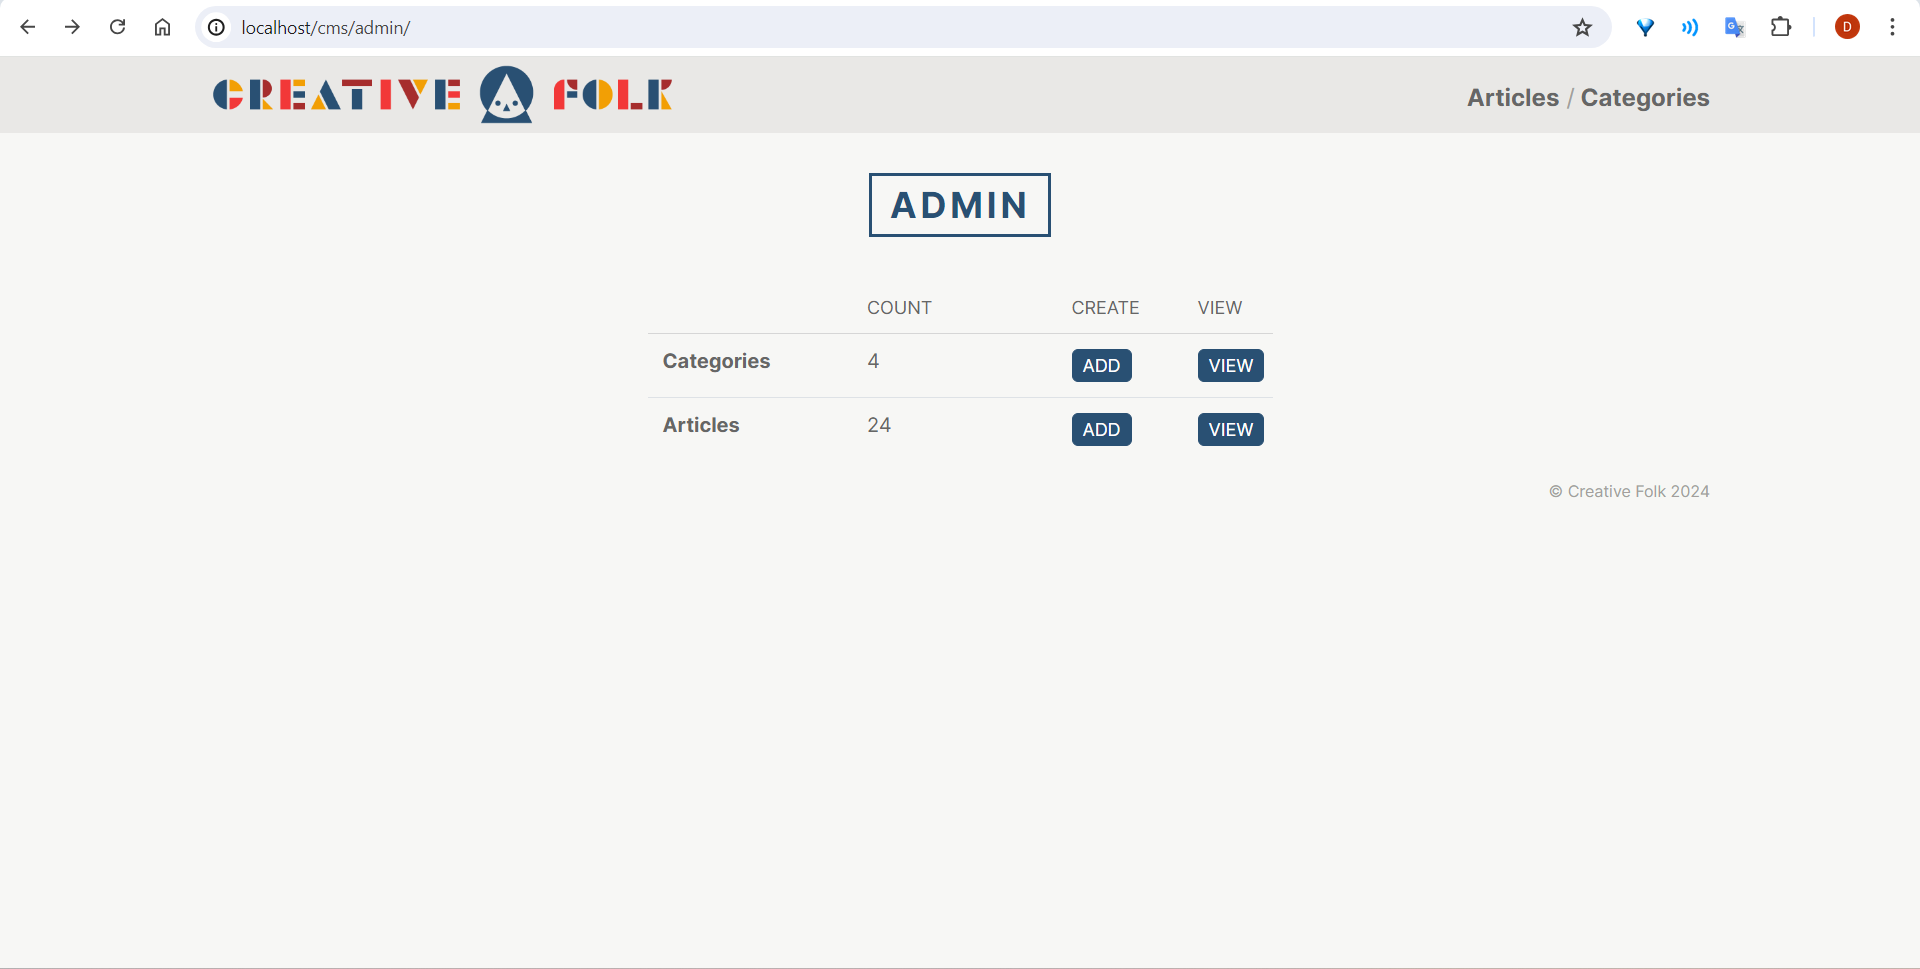 localhost/cms/admin/
D
CREATIVE FOLK
Articles / Categories
ADMIN
COUNT CREATE VIEW
Categories 4 ADD VIEW
Articles 24 ADD VIEW
© Creative Folk 2024